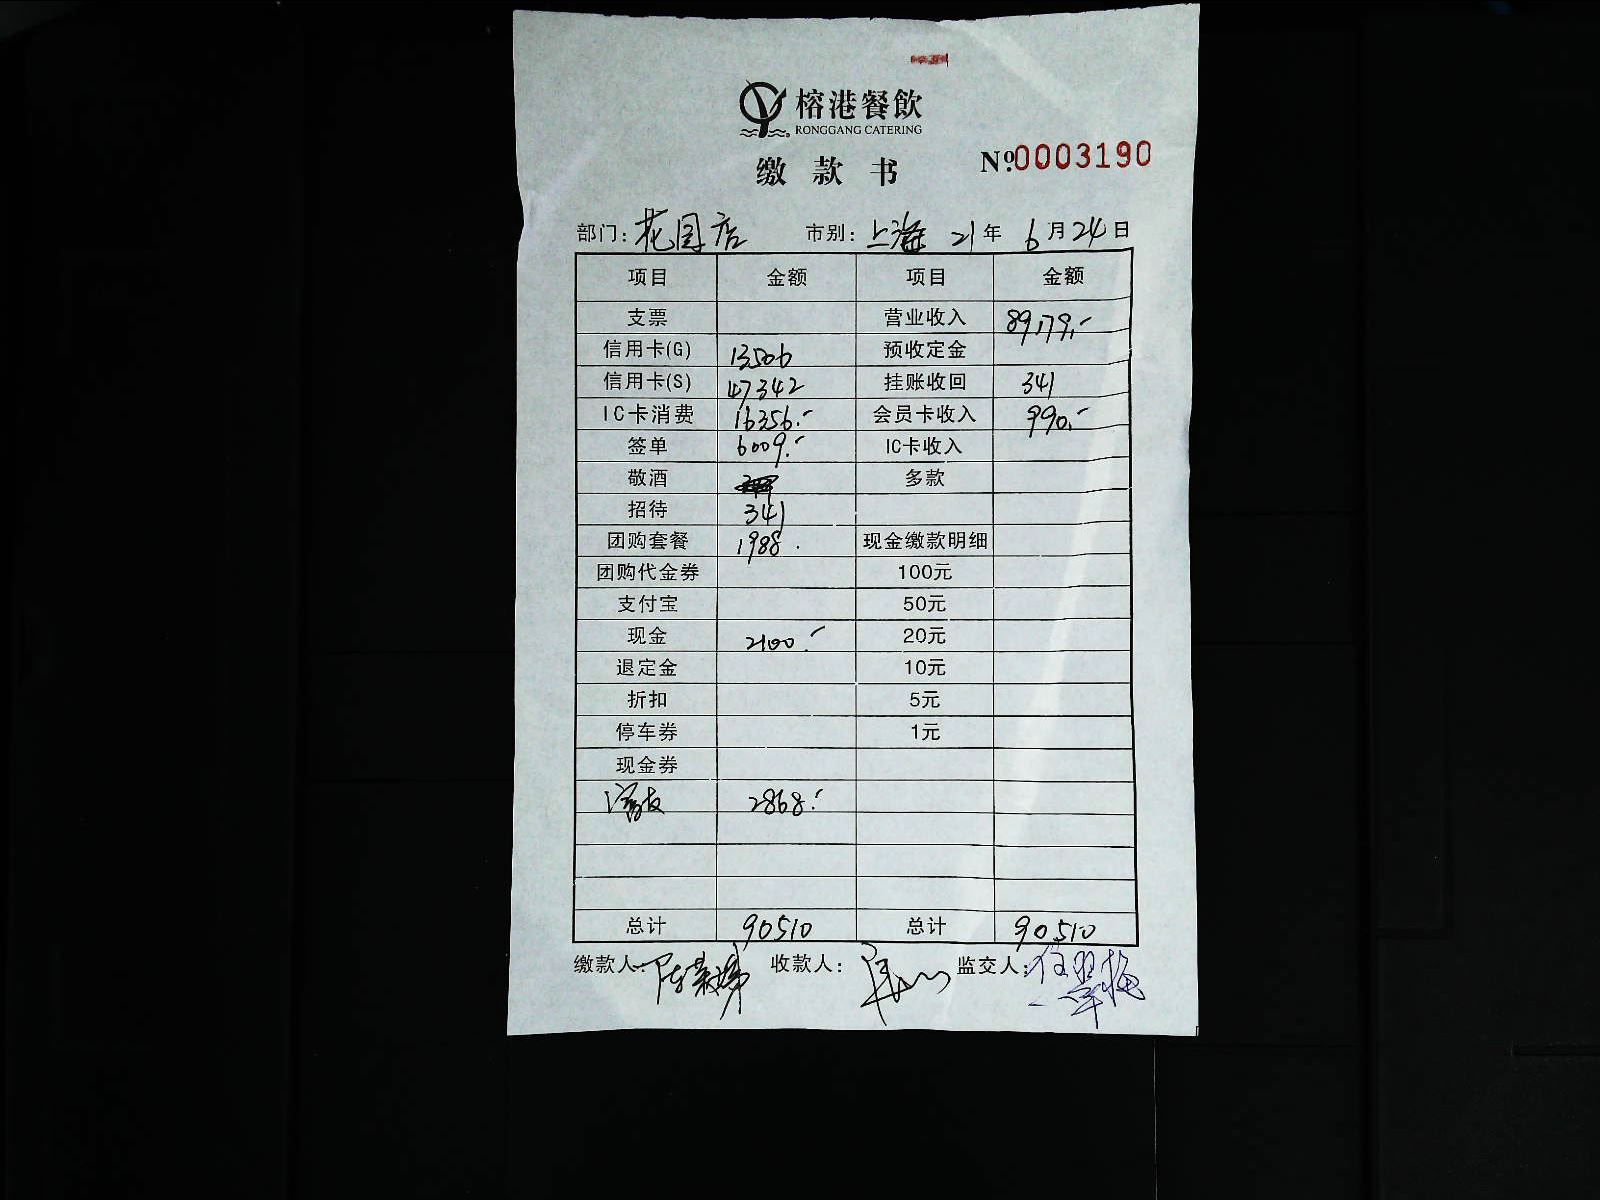 榕港餐飲
RONGGANG CATERING
缴款书
Nº.0003190
部门: 花园店 市别: 上海 21年 6月24日
项目 金额 项目 金额
支票 营业收入 89179.-
信用卡(G) 13506 预收定金
信用卡(S) 47342 挂账收回 341
IC卡消费 16356.- 会员卡收入 990.-
签单 6009.- IC卡收入
敬酒 多款
招待 341
团购套餐 1988. 现金缴款明细
团购代金券 100元
支付宝 50元
现金 2100.- 20元
退定金 10元
折扣 5元
停车券 1元
现金券
2868.-
总计 90510 总计 90510
缴款人: 收款人: 监交人: